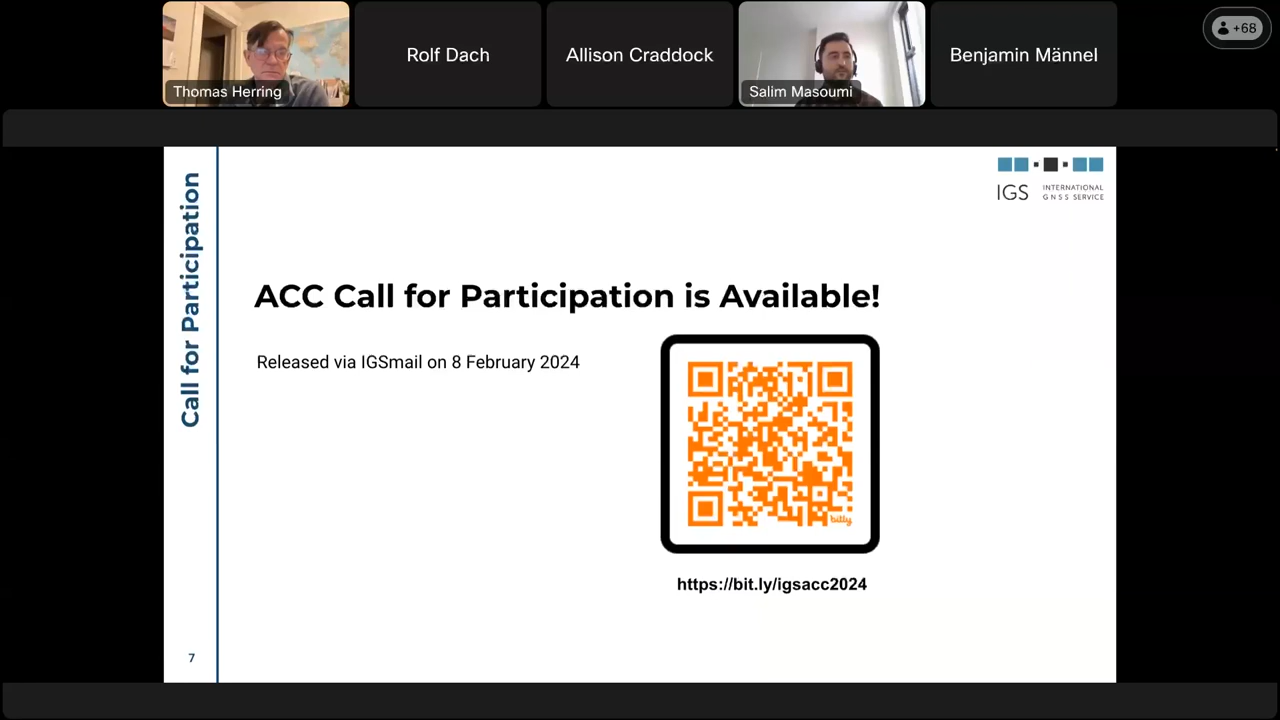 Thomas Herring
Rolf Dach
Allison Craddock
Salim Masoumi
Benjamin Männel
+68
Call for Participation
IGS INTERNATIONAL
GNSS SERVICE
ACC Call for Participation is Available!
Released via IGSmail on 8 February 2024
bitly
https://bit.ly/igsacc2024
7